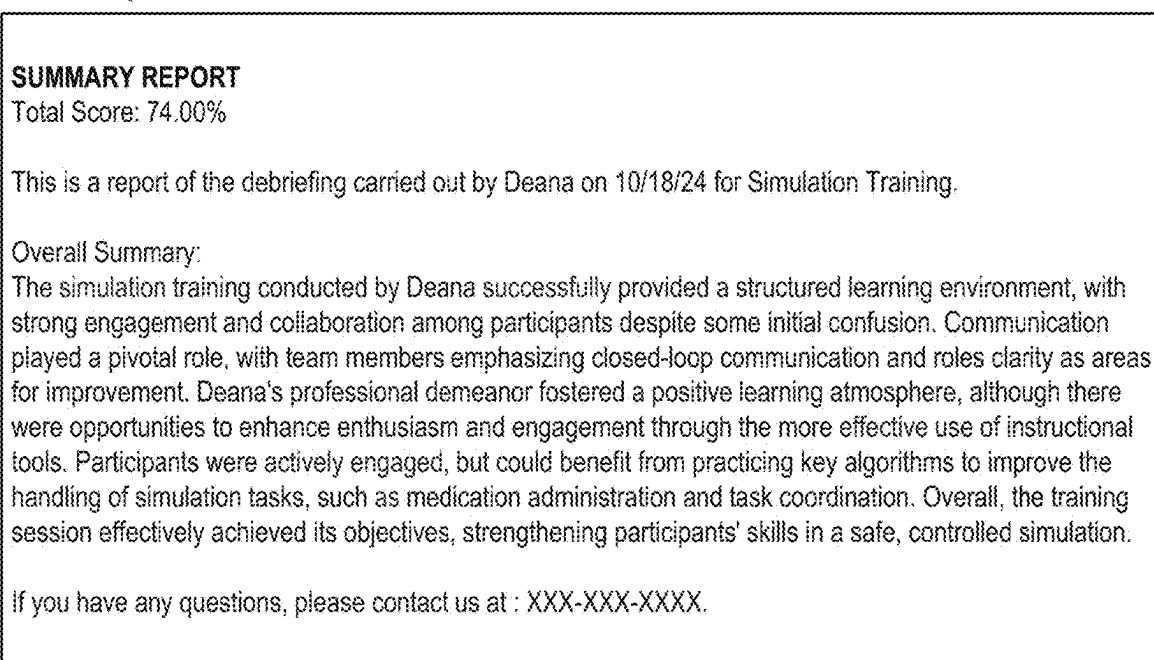 SUMMARY REPORT
Total Score: 74.00%
This is a report of the debriefing carried out by Deana on 10/18/24 for Simulation Training.
Overall Summary:
The simulation training conducted by Deana successfully provided a structured learning environment, with
strong engagement and collaboration among participants despite some initial confusion. Communication
played a pivotal role, with team members emphasizing closed-loop communication and roles clarity as areas
for improvement. Deana's professional demeanor fostered a positive learning atmosphere, although there
were opportunities to enhance enthusiasm and engagement through the more effective use of instructional
tools. Participants were actively engaged, but could benefit from practicing key algorithms to improve the
handling of simulation tasks, such as medication administration and task coordination. Overall, the training
session effectively achieved its objectives, strengthening participants' skills in a safe, controlled simulation.
If you have any questions, please contact us at : XXX-XXX-XXXX.